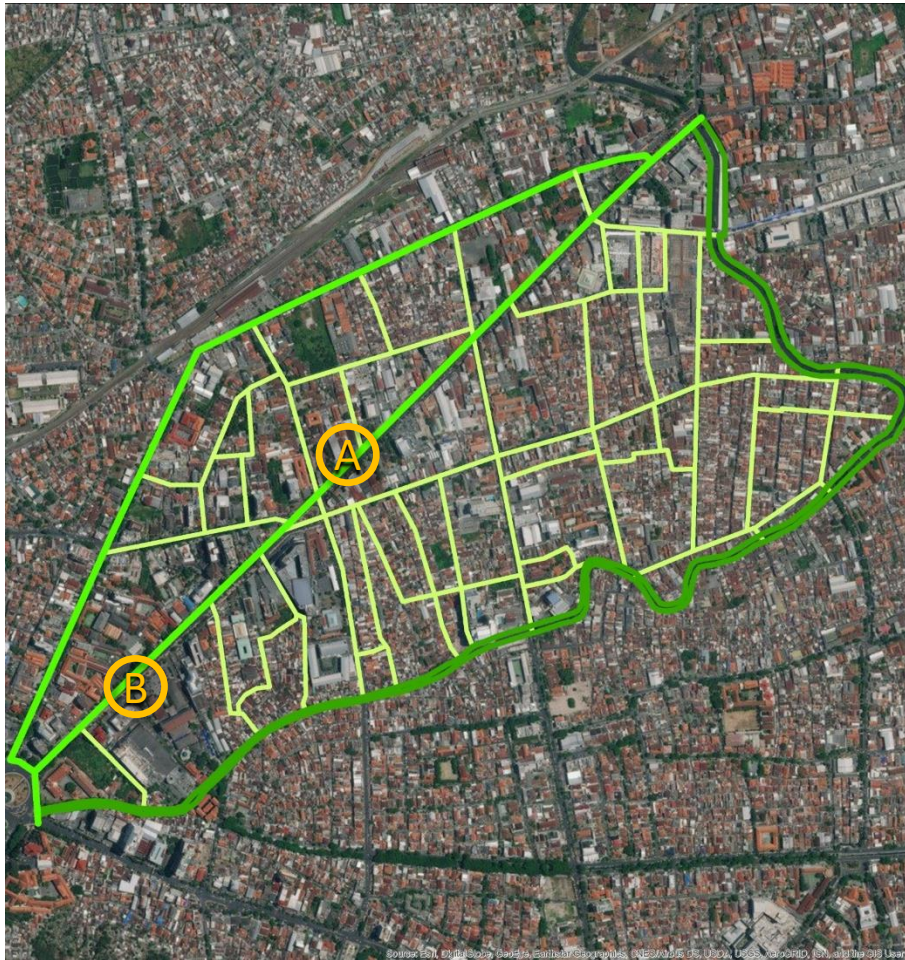 A
B
Source: Esri, DigitalGlobe, GeoEye, Earthstar Geographics, CNES/Airbus DS, USDA, USGS, AeroGRID, IGN, and the GIS User